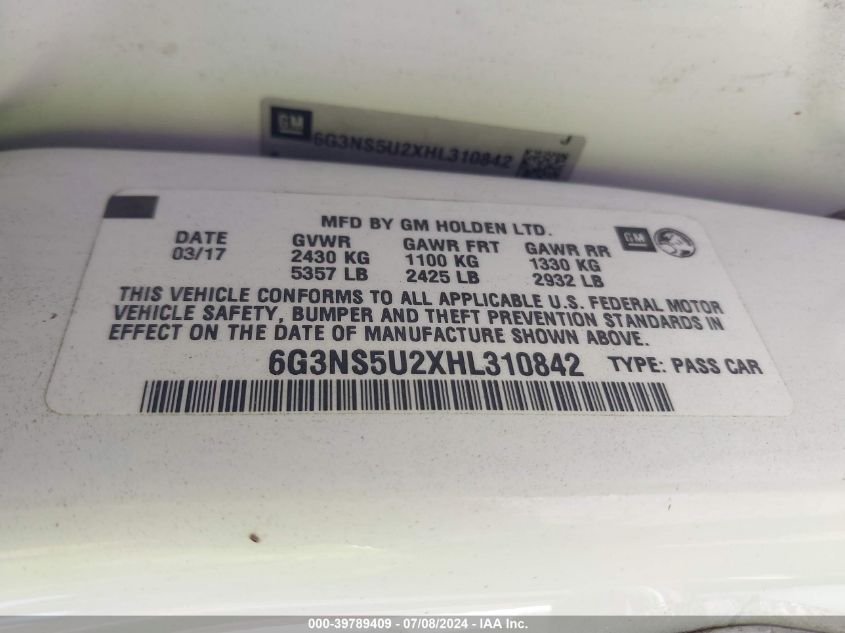 GM
J
6G3NS5U2XHL310842
MFD BY GM HOLDEN LTD.
DATE GVWR GAWR FRT GAWR RR GM
03/17 2430 KG 1100 KG 1330 KG
5357 LB 2425 LB 2932 LB
THIS VEHICLE CONFORMS TO ALL APPLICABLE U.S. FEDERAL MOTOR
VEHICLE SAFETY, BUMPER AND THEFT PREVENTION STANDARDS IN
EFFECT ON THE DATE OF MANUFACTURE SHOWN ABOVE.
6G3NS5U2XHL310842 TYPE: PASS CAR
000-39789409 / 07/08/2024 - IAA Inc.